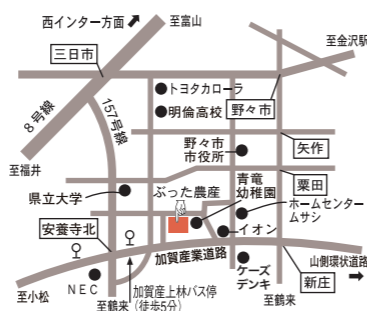 西インター方面
至富山
至金沢駅
三日市
トヨタカローラ
明倫高校
野々市
8号線
157号線
矢作
野々市
市役所
至福井
青竜
幼稚園
栗田
県立大学
ぶった農産
ホームセンター
ムサシ
安養寺北
イオン
加賀産業道路
山側環状道路
新庄
ケーズ
デンキ
至小松
NEC
加賀産業上林バス停
(徒歩5分)
至鶴来
至鶴来